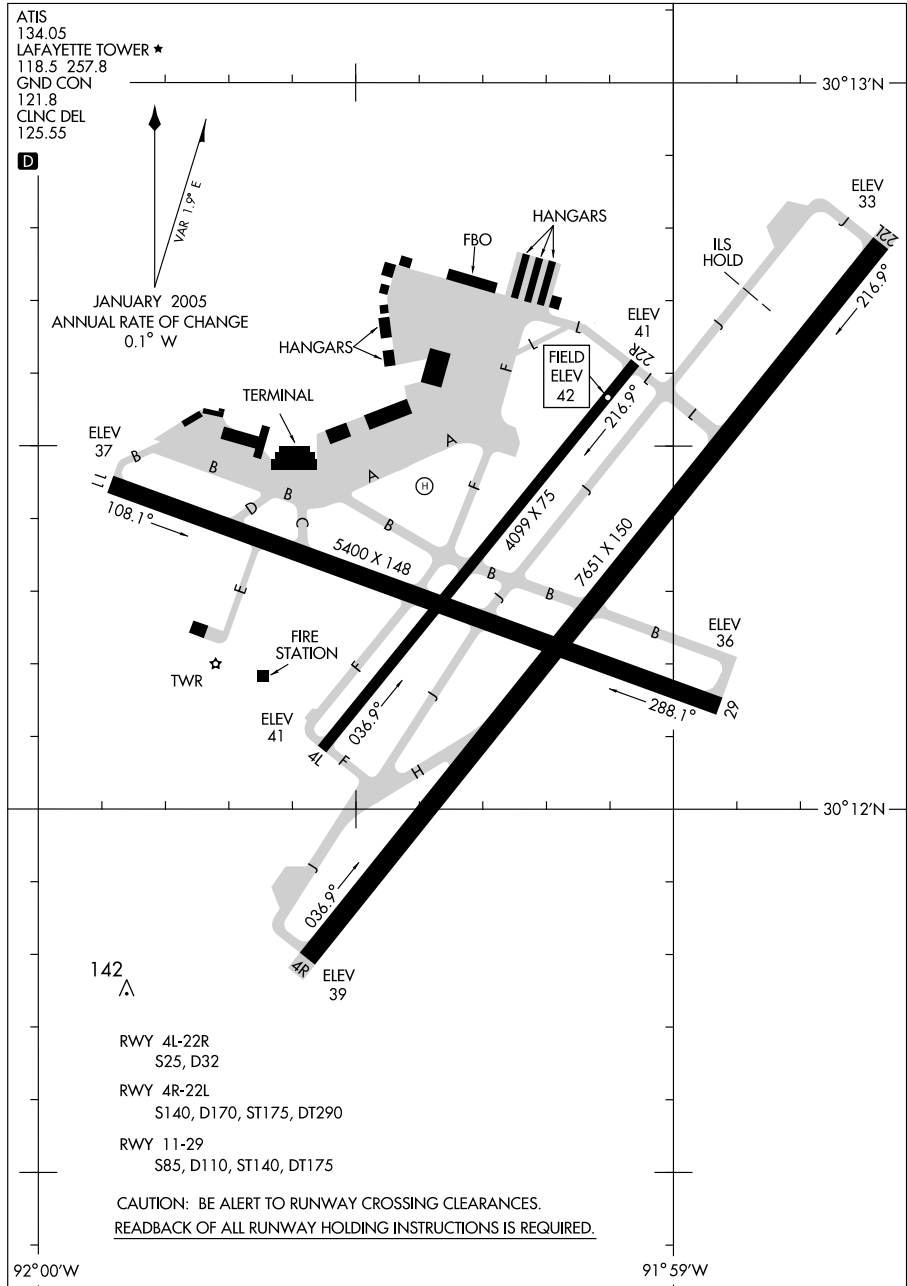 ATIS
134.05
LAFAYETTE TOWER ★
118.5 257.8
GND CON
121.8
CLNC DEL
125.55
D
VAR 1.9° E
JANUARY 2005
ANNUAL RATE OF CHANGE
0.1° W
30°13'N
ELEV
33
J
22L
216.9°
ILS
HOLD
J
HANGARS
FBO
HANGARS
L
L
F
ELEV
41
22R
L
L
FIELD
ELEV
42
216.9°
TERMINAL
ELEV
37
11
B
B
B
D
C
A
A
H
F
B
J
4099 X 75
7651 X 150
108.1°
5400 X 148
E
B
B
B
J
ELEV
36
FIRE
STATION
TWR
F
J
288.1°
29
ELEV
41
4L
036.9°
F
H
30°12'N
J
036.9°
4R
ELEV
39
142
RWY 4L-22R
S25, D32
RWY 4R-22L
S140, D170, ST175, DT290
RWY 11-29
S85, D110, ST140, DT175
CAUTION: BE ALERT TO RUNWAY CROSSING CLEARANCES.
READBACK OF ALL RUNWAY HOLDING INSTRUCTIONS IS REQUIRED.
92°00'W
91°59'W